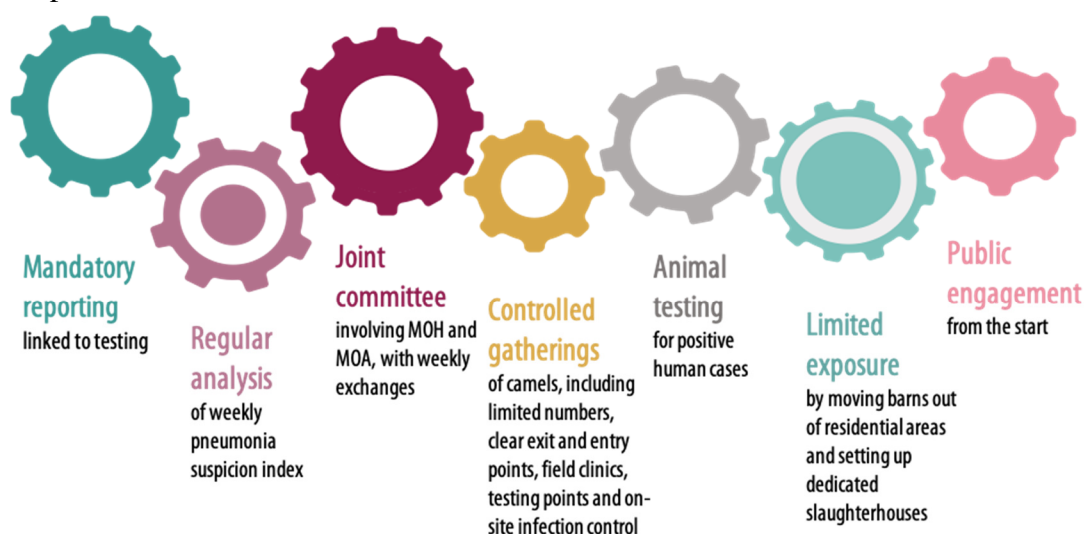 Mandatory
reporting
linked to testing
Regular
analysis
of weekly
pneumonia
suspicion index
Joint
committee
involving MOH and
MOA, with weekly
exchanges
Controlled
gatherings
of camels, including
limited numbers,
clear exit and entry
points, field clinics,
testing points and on-
site infection control
Animal
testing
for positive
human cases
Limited
exposure
by moving barns out
of residential areas
and setting up
dedicated
slaughterhouses
Public
engagement
from the start